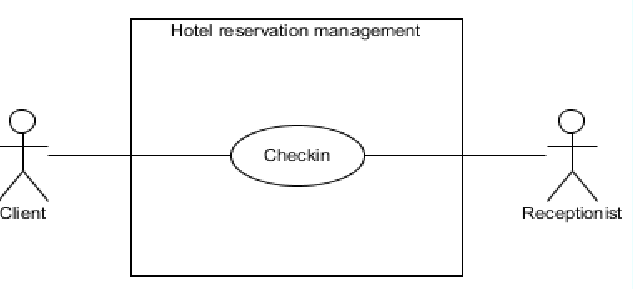 Hotel reservation management
Checkin
Client
Receptionist